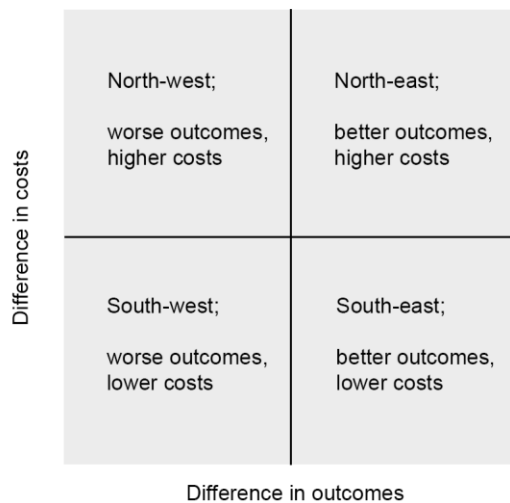 North-west;
worse outcomes,
higher costs
North-east;
better outcomes,
higher costs
Difference in costs
South-west;
worse outcomes,
lower costs
South-east;
better outcomes,
lower costs
Difference in outcomes